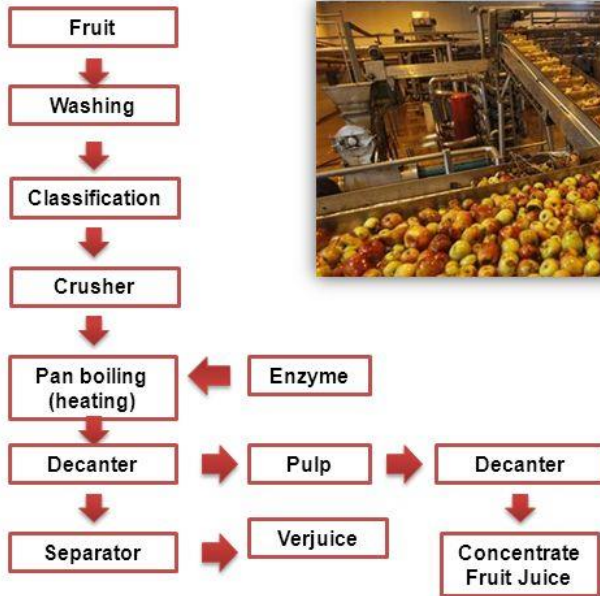 Fruit
Washing
Classification
Crusher
Pan boiling
(heating)
Enzyme
Decanter
Pulp
Decanter
Separator
Verjuice
Concentrate
Fruit Juice